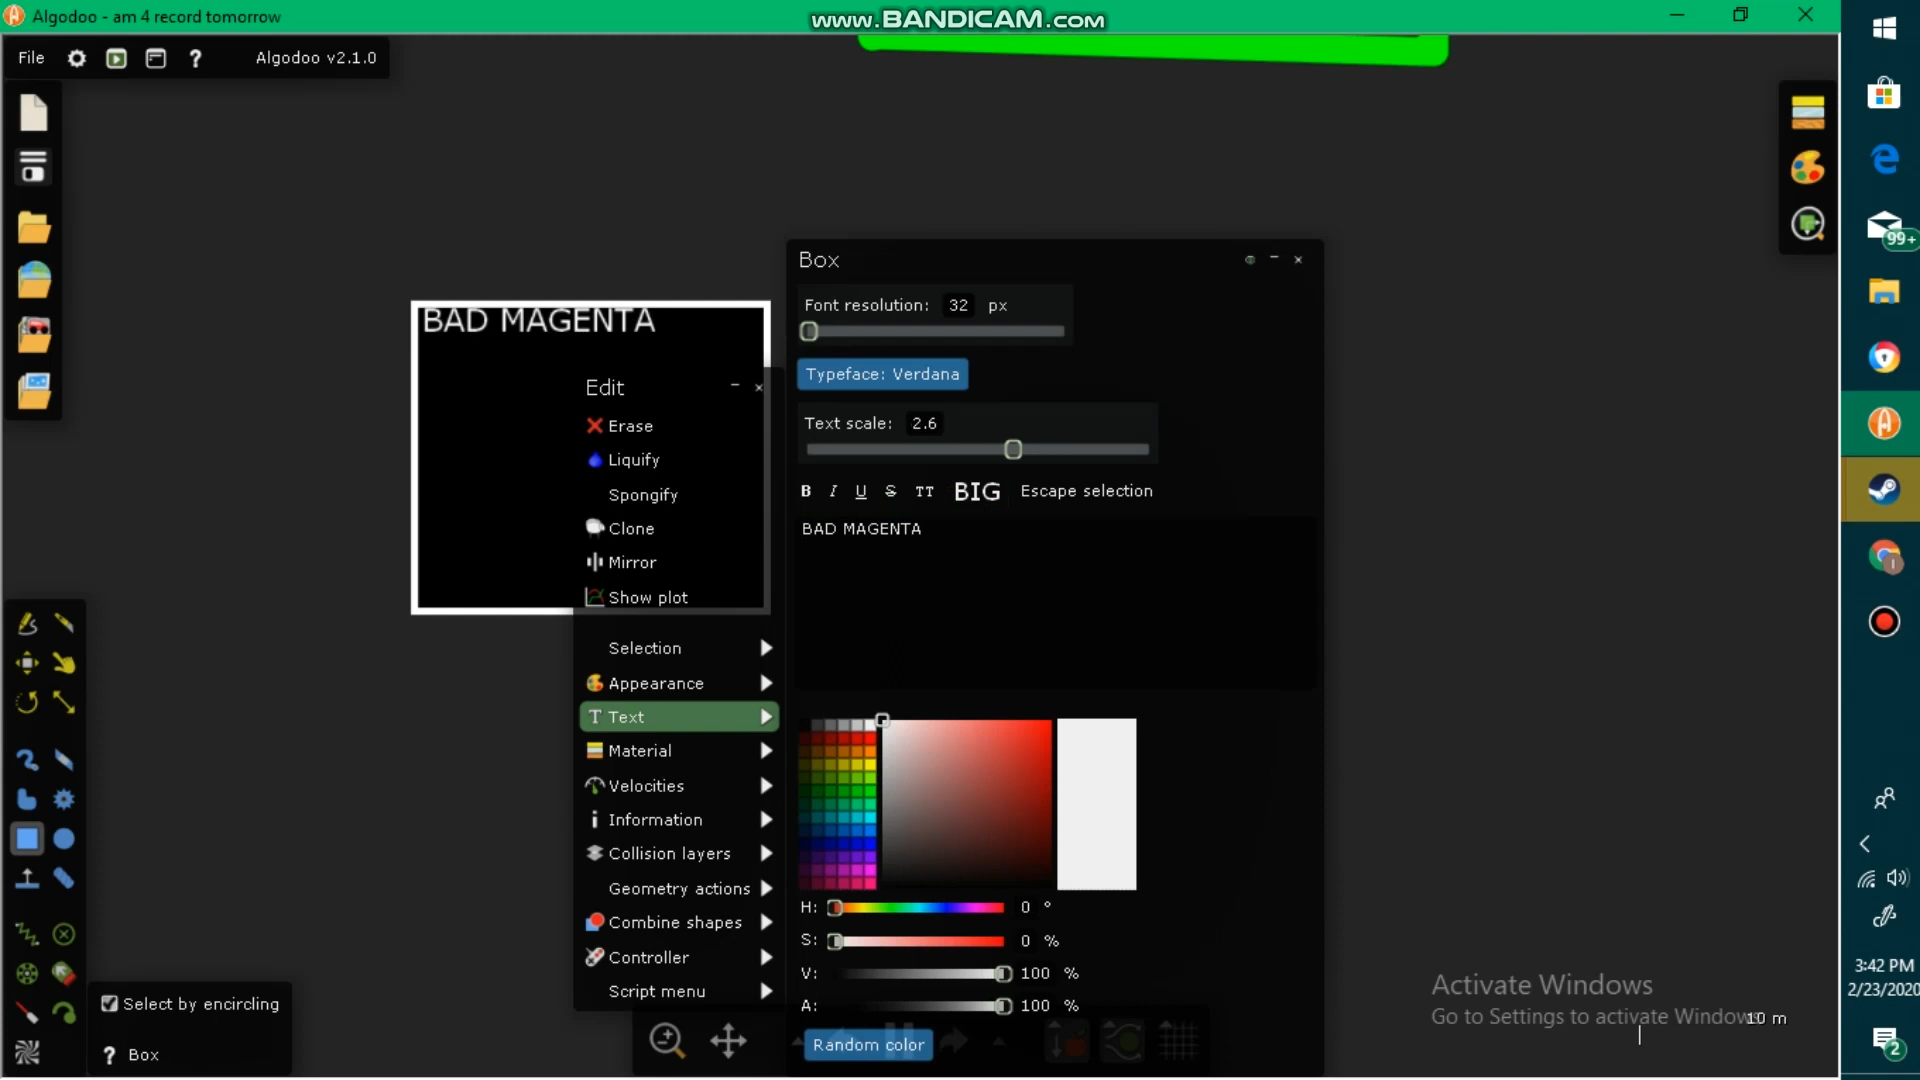 Algodoo - am 4 record tomorrow
www.BANDICAM.com
File
?
Algodoo v2.1.0
99+
Box
Font resolution: 32 px
BAD MAGENTA
Typeface: Verdana
Edit
Text scale: 2.6
Erase
Liquify
B I U S TT BIG Escape selection
Spongify
BAD MAGENTA
Clone
Mirror
Show plot
Selection
Appearance
T Text
Material
Velocities
Information
Collision layers
Geometry actions
Combine shapes
Controller
Script menu
H: 0 °
S: 0 %
V: 100 %
A: 100 %
Random color
Select by encircling
? Box
Activate Windows
Go to Settings to activate Windows
10 m
3:42 PM
2/23/2020
2